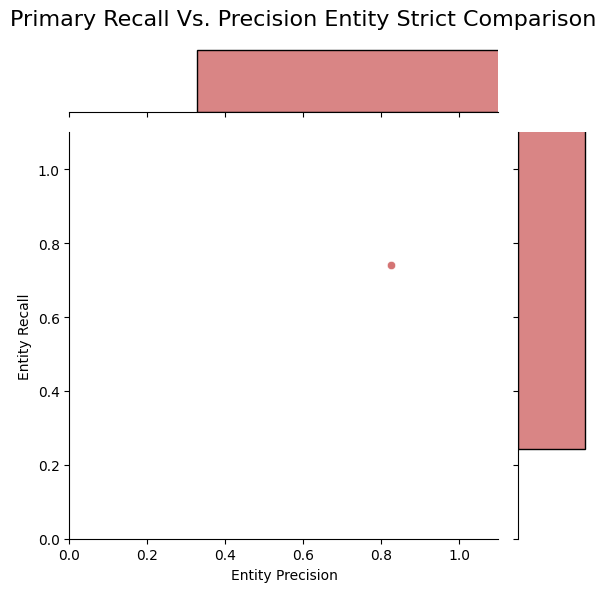 Primary Recall Vs. Precision Entity Strict Comparison
1.0
0.8
0.6
0.4
0.2
0.0
Entity Recall
0.0 0.2 0.4 0.6 0.8 1.0
Entity Precision